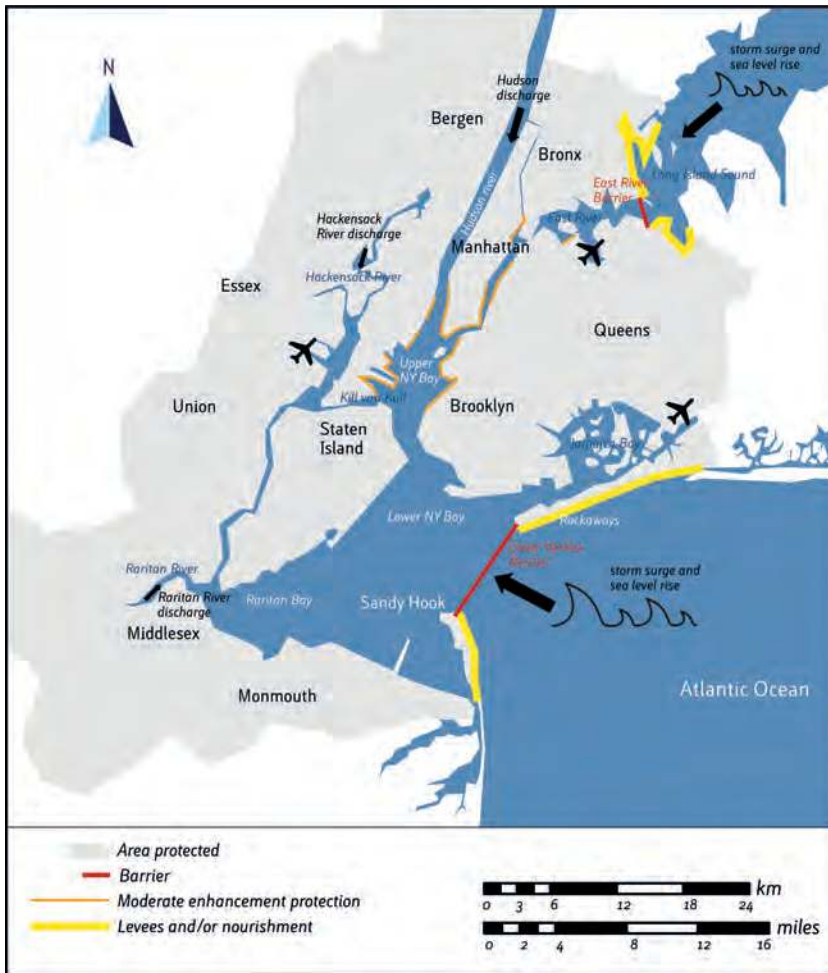 N
storm surge and
sea level rise
Hudson
discharge
Bergen
Bronx
Long Island Sound
East River
Barrier
East River
Hudson river
Manhattan
Hackensack
River discharge
Hackensack River
Essex
Queens
Upper
NY Bay
Kill van Kull
Union
Brooklyn
Staten
Island
Jamaica Bay
Lower NY Bay
Rockaways
storm surge and
sea level rise
Raritan River
Raritan River
discharge
Raritan Bay
Sandy Hook
Middlesex
Monmouth
Atlantic Ocean
Area protected
Barrier
Moderate enhancement protection
Levees and/or nourishment
km
0 3 6 12 18 24
miles
0 2 4 8 12 16